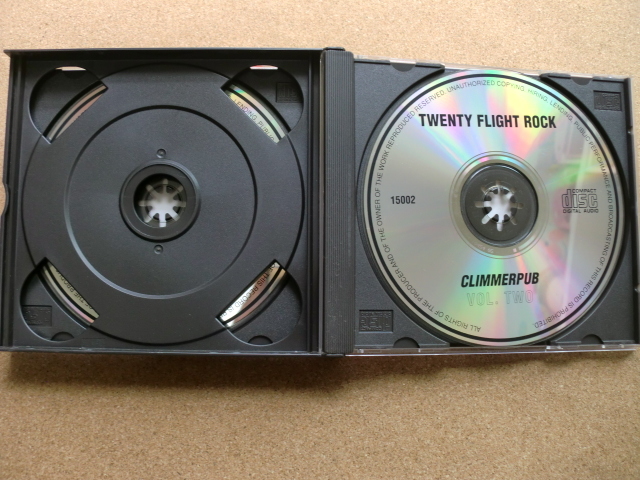 TWENTY FLIGHT ROCK
15002
COMPACT
disc
DIGITAL AUDIO
CLIMMERPUB
VOL. TWO
ALL RIGHTS OF THE PRODUCER AND OF THE OWNER OF THE WORK REPRODUCED RESERVED. UNAUTHORIZED COPYING, HIRING, LENDING, PUBLIC PERFORMANCE AND BROADCASTING OF THIS RECORD IS PROHIBITED.
LENDING, PUBLIC